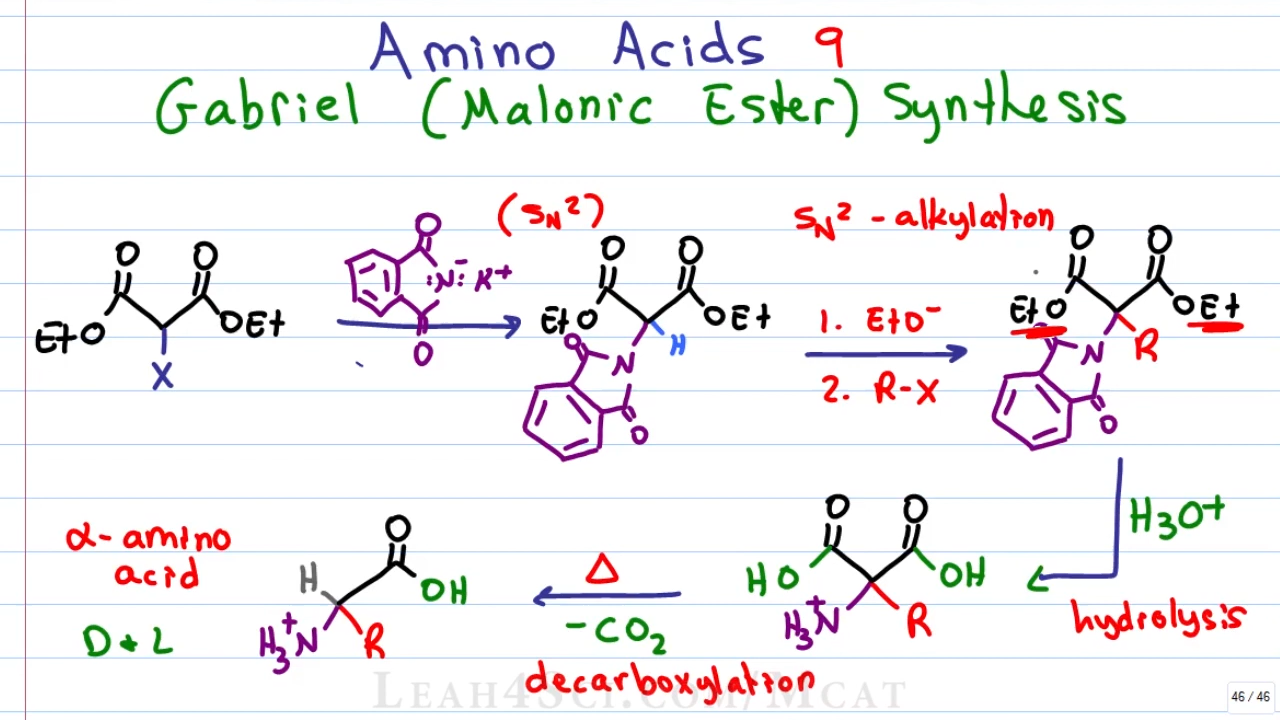 Amino Acids 9
Gabriel (Malonic Ester) Synthesis
(SN2)
SN2 - alkylation
O O
EtO OEt
X
O
:N:- K+
O
O O
EtO OEt
H
O N
O
1. EtO-
2. R-X
O O
EtO OEt
O N R
O
H3O+
hydrolysis
O O
HO OH
H3N+ R
Δ
-CO2
decarboxylation
O
H OH
H3N+ R
α-amino
acid
D + L
LEAH4SCI.COM/MCAT
46 / 46